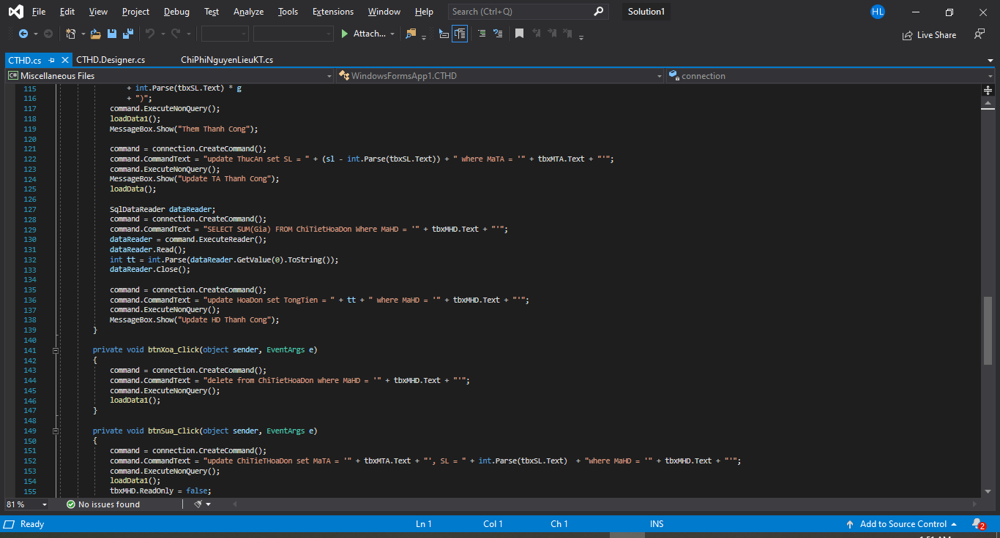 File Edit View Project Debug Test Analyze Tools Extensions Window Help Search (Ctrl+Q) Solution1 HL
Attach... Live Share
CTHD.cs CTHD.Designer.cs ChiPhiNguyenLieuKT.cs
C# Miscellaneous Files WindowsFormsApp1.CTHD connection
115 + int.Parse(tbxSL.Text) * g
116 + ")";
117 command.ExecuteNonQuery();
118 loadData1();
119 MessageBox.Show("Them Thanh Cong");
120
121 command = connection.CreateCommand();
122 command.CommandText = "update ThucAn set SL = " + (sl - int.Parse(tbxSL.Text)) + " where MaTA = '" + tbxMTA.Text + "'";
123 command.ExecuteNonQuery();
124 MessageBox.Show("Update TA Thanh Cong");
125 loadData();
126
127 SqlDataReader dataReader;
128 command = connection.CreateCommand();
129 command.CommandText = "SELECT SUM(Gia) FROM ChiTietHoaDon Where MaHD = '" + tbxMHD.Text + "'";
130 dataReader = command.ExecuteReader();
131 dataReader.Read();
132 int tt = int.Parse(dataReader.GetValue(0).ToString());
133 dataReader.Close();
134
135 command = connection.CreateCommand();
136 command.CommandText = "update HoaDon set TongTien = " + tt + " where MaHD = '" + tbxMHD.Text + "'";
137 command.ExecuteNonQuery();
138 MessageBox.Show("Update HD Thanh Cong");
139 }
140
141 private void btnXoa_Click(object sender, EventArgs e)
142 {
143 command = connection.CreateCommand();
144 command.CommandText = "delete from ChiTietHoaDon where MaHD = '" + tbxMHD.Text + "'";
145 command.ExecuteNonQuery();
146 loadData1();
147 }
148
149 private void btnSua_Click(object sender, EventArgs e)
150 {
151 command = connection.CreateCommand();
152 command.CommandText = "update ChiTieTHoaDon set MaTA = '" + tbxMTA.Text + "', SL = " + int.Parse(tbxSL.Text) + "where MaHD = '" + tbxMHD.Text + "'";
153 command.ExecuteNonQuery();
154 loadData1();
155 tbxMHD.ReadOnly = false;
81 % No issues found
Ready Ln 1 Col 1 Ch 1 INS Add to Source Control 2